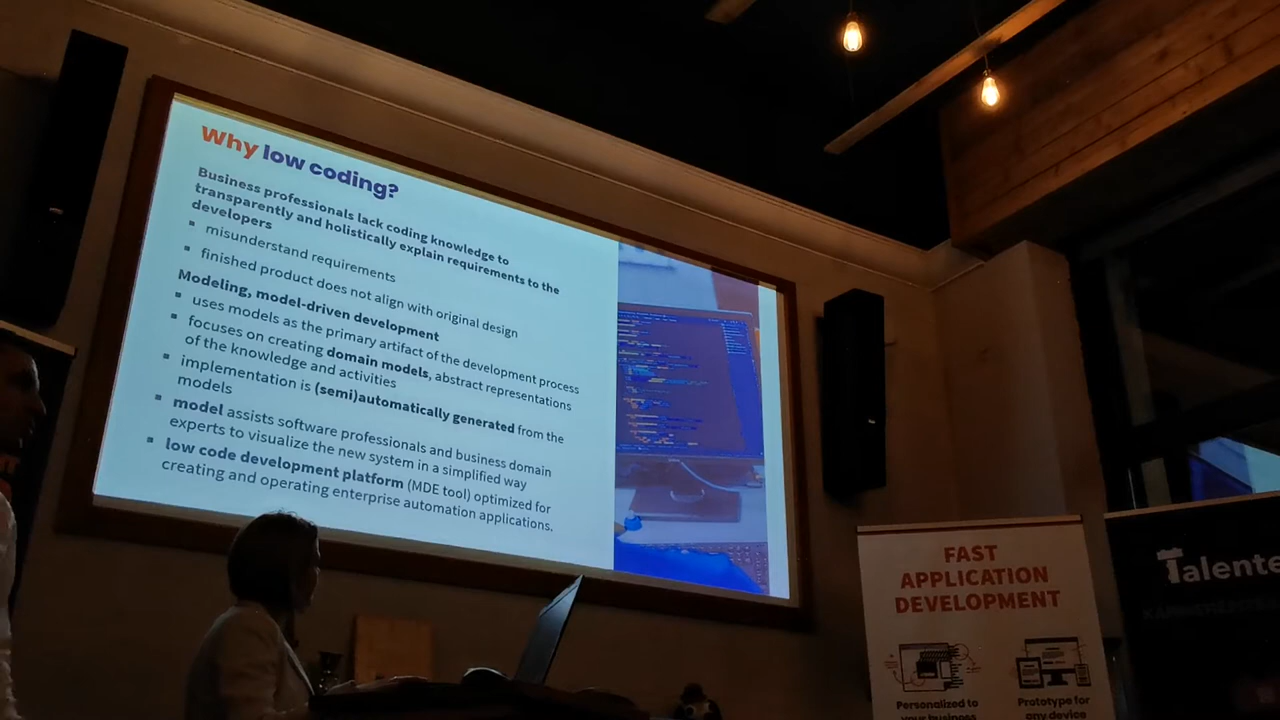 Why low coding?
Business professionals lack coding knowledge to
transparently and holistically explain requirements to the
developers
▪ misunderstand requirements
▪ finished product does not align with original design
Modeling, model-driven development
▪ uses models as the primary artifact of the development process
▪ focuses on creating domain models, abstract representations
of the knowledge and activities
▪ implementation is (semi)automatically generated from the
models
▪ model assists software professionals and business domain
experts to visualize the new system in a simplified way
▪ low code development platform (MDE tool) optimized for
creating and operating enterprise automation applications.
FAST
APPLICATION
DEVELOPMENT
Personalized to
your business
Prototype for
any device
Talente